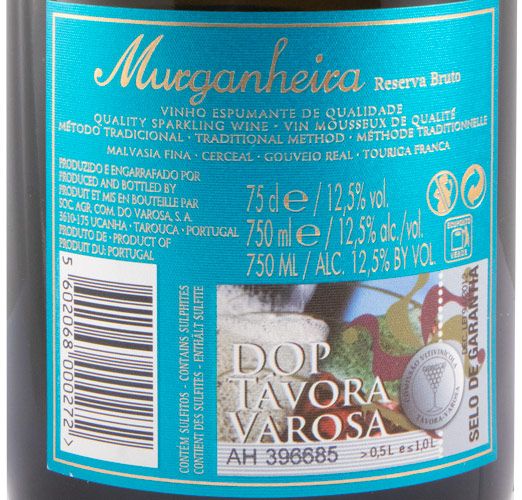 Murganheira Reserva Bruto
VINHO ESPUMANTE DE QUALIDADE
QUALITY SPARKLING WINE • VIN MOUSSEUX DE QUALITÉ
MÉTODO TRADICIONAL • TRADITIONAL METHOD • MÉTHODE TRADITIONNELLE
MALVASIA FINA • CERCEAL • GOUVEIO REAL • TOURIGA FRANCA
PRODUZIDO E ENGARRAFADO POR
PRODUCED AND BOTTLED BY
PRODUIT ET MIS EN BOUTEILLE PAR
SOC. AGR. COM. DO VAROSA, S. A.
3610-175 UCANHA • TAROUCA • PORTUGAL
PRODUTO DE • PRODUCT OF
PRODUIT DU: PORTUGAL
75 cl e / 12,5% vol.
750 ml e / 12,5% alc./vol.
750 ML / ALC. 12,5% BY VOL.
5 602068 000272 >
CONTÉM SULFITOS - CONTAINS SULPHITES
CONTIENT DES SULFITES - ENTHÄLT SULFITE
DOP
TÁVORA
VAROSA
AH 396685
> 0,5L e ≤ 1,0L
COMISSÃO VITIVINÍCOLA
TÁVORA-VAROSA
SELO DE GARANTIA